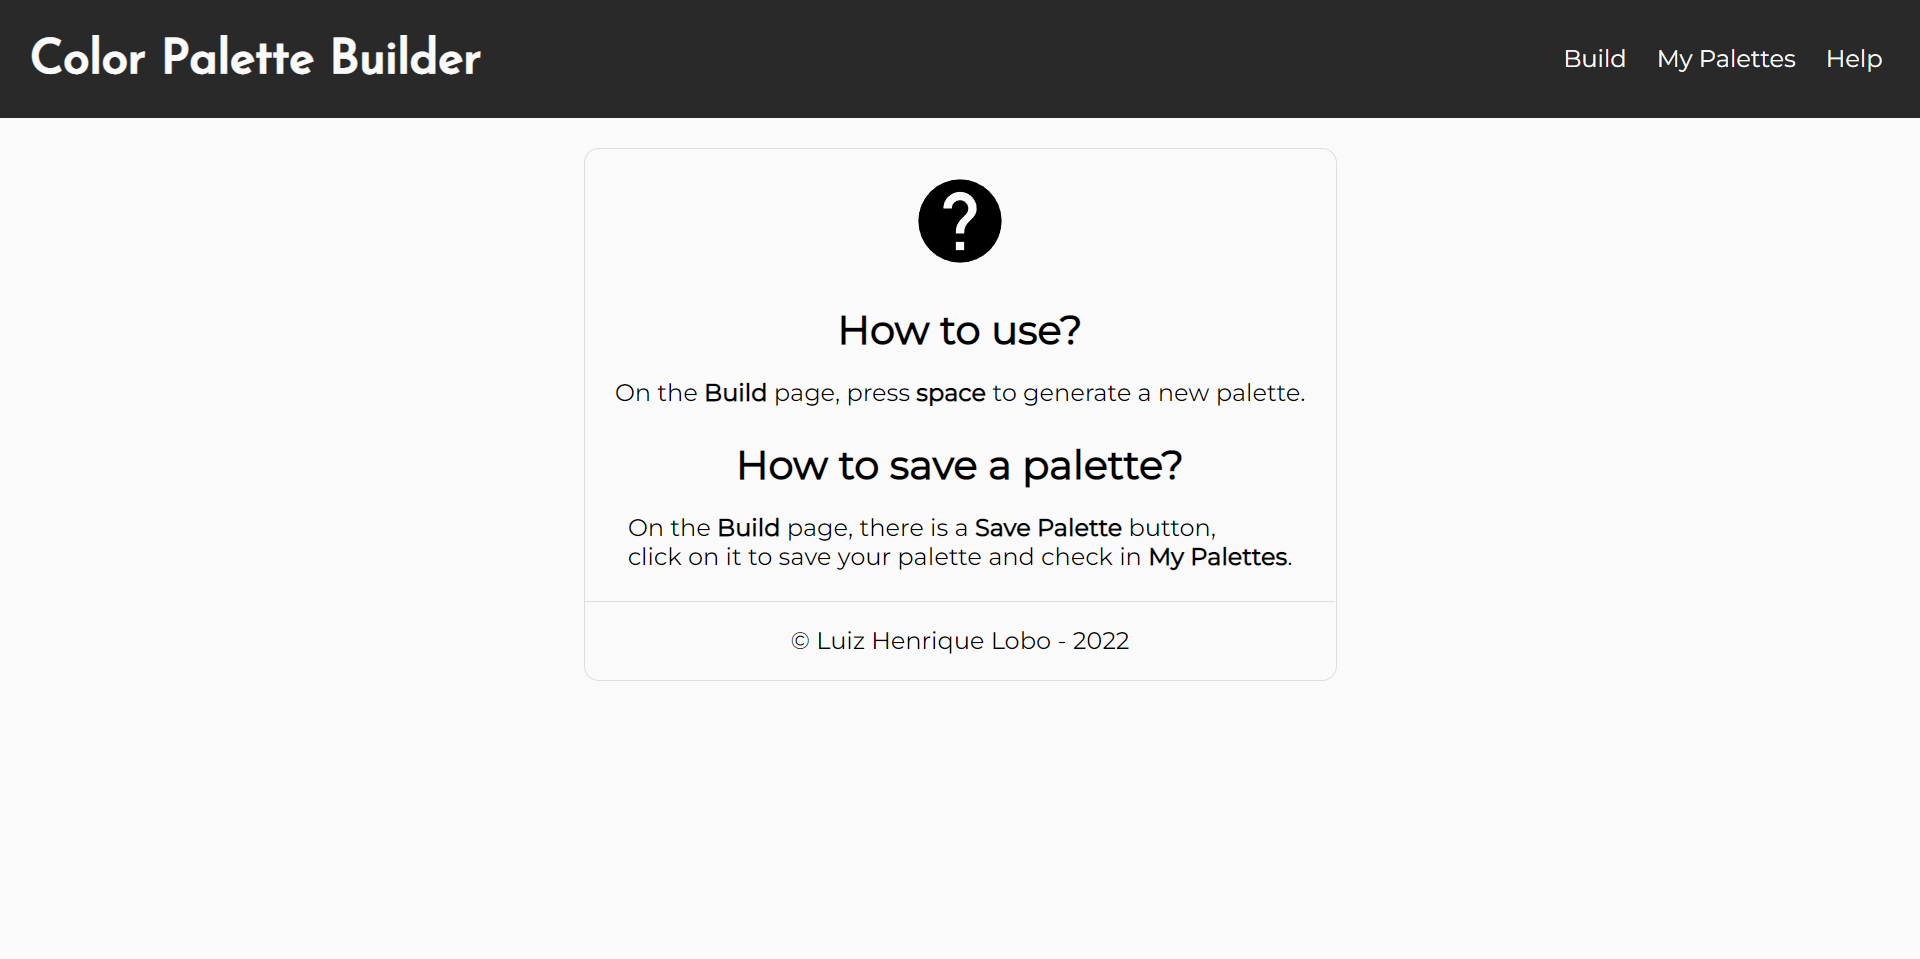 Color Palette Builder
Build
My Palettes
Help
?
How to use?
On the Build page, press space to generate a new palette.
How to save a palette?
On the Build page, there is a Save Palette button,
click on it to save your palette and check in My Palettes.
© Luiz Henrique Lobo - 2022